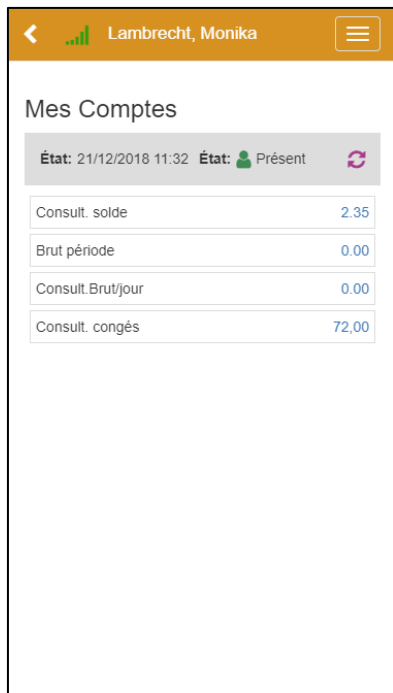 Lambrecht, Monika
Mes Comptes
État: 21/12/2018 11:32 État: Présent
Consult. solde 2.35
Brut période 0.00
Consult.Brut/jour 0.00
Consult. congés 72,00